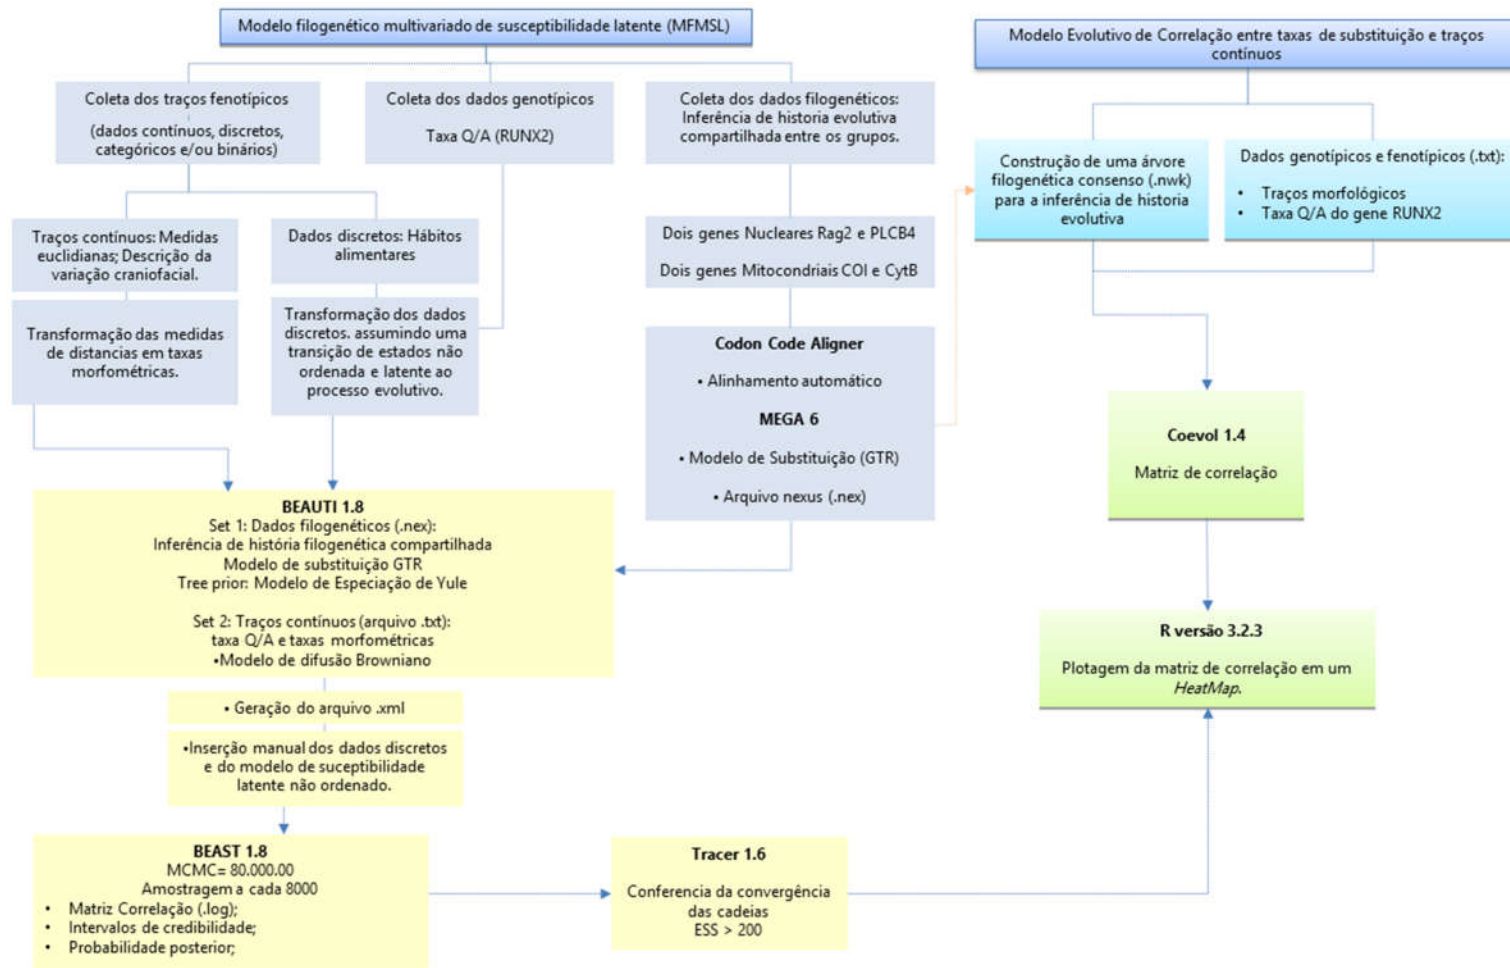 Modelo filogenético multivariado de susceptibilidade latente (MFMSL)
Coleta dos traços fenotípicos
(dados contínuos, discretos,
categóricos e/ou binários)
Coleta dos dados genotípicos
Taxa Q/A (RUNX2)
Coleta dos dados filogenéticos:
Inferência de historia evolutiva
compartilhada entre os grupos.
Traços contínuos: Medidas
euclidianas; Descrição da
variação craniofacial.
Dados discretos: Hábitos
alimentares
Dois genes Nucleares Rag2 e PLCB4
Dois genes Mitocondriais COI e CytB
Transformação das medidas
de distancias em taxas
morfométricas.
Transformação dos dados
discretos. assumindo uma
transição de estados não
ordenada e latente ao
processo evolutivo.
Codon Code Aligner
• Alinhamento automático
MEGA 6
• Modelo de Substituição (GTR)
• Arquivo nexus (.nex)
BEAUTI 1.8
Set 1: Dados filogenéticos (.nex):
Inferência de história filogenética compartilhada
Modelo de substituição GTR
Tree prior: Modelo de Especiação de Yule
Set 2: Traços contínuos (arquivo .txt):
taxa Q/A e taxas morfométricas
•Modelo de difusão Browniano
• Geração do arquivo .xml
•Inserção manual dos dados discretos
e do modelo de suceptibilidade
latente não ordenado.
BEAST 1.8
MCMC= 80.000.00
Amostragem a cada 8000
• Matriz Correlação (.log);
• Intervalos de credibilidade;
• Probabilidade posterior;
Tracer 1.6
Conferencia da convergência
das cadeias
ESS > 200
Modelo Evolutivo de Correlação entre taxas de substituição e traços
contínuos
Construção de uma árvore
filogenética consenso (.nwk)
para a inferência de historia
evolutiva
Dados genotípicos e fenotípicos (.txt):
• Traços morfológicos
• Taxa Q/A do gene RUNX2
Coevol 1.4
Matriz de correlação
R versão 3.2.3
Plotagem da matriz de correlação em um
HeatMap.